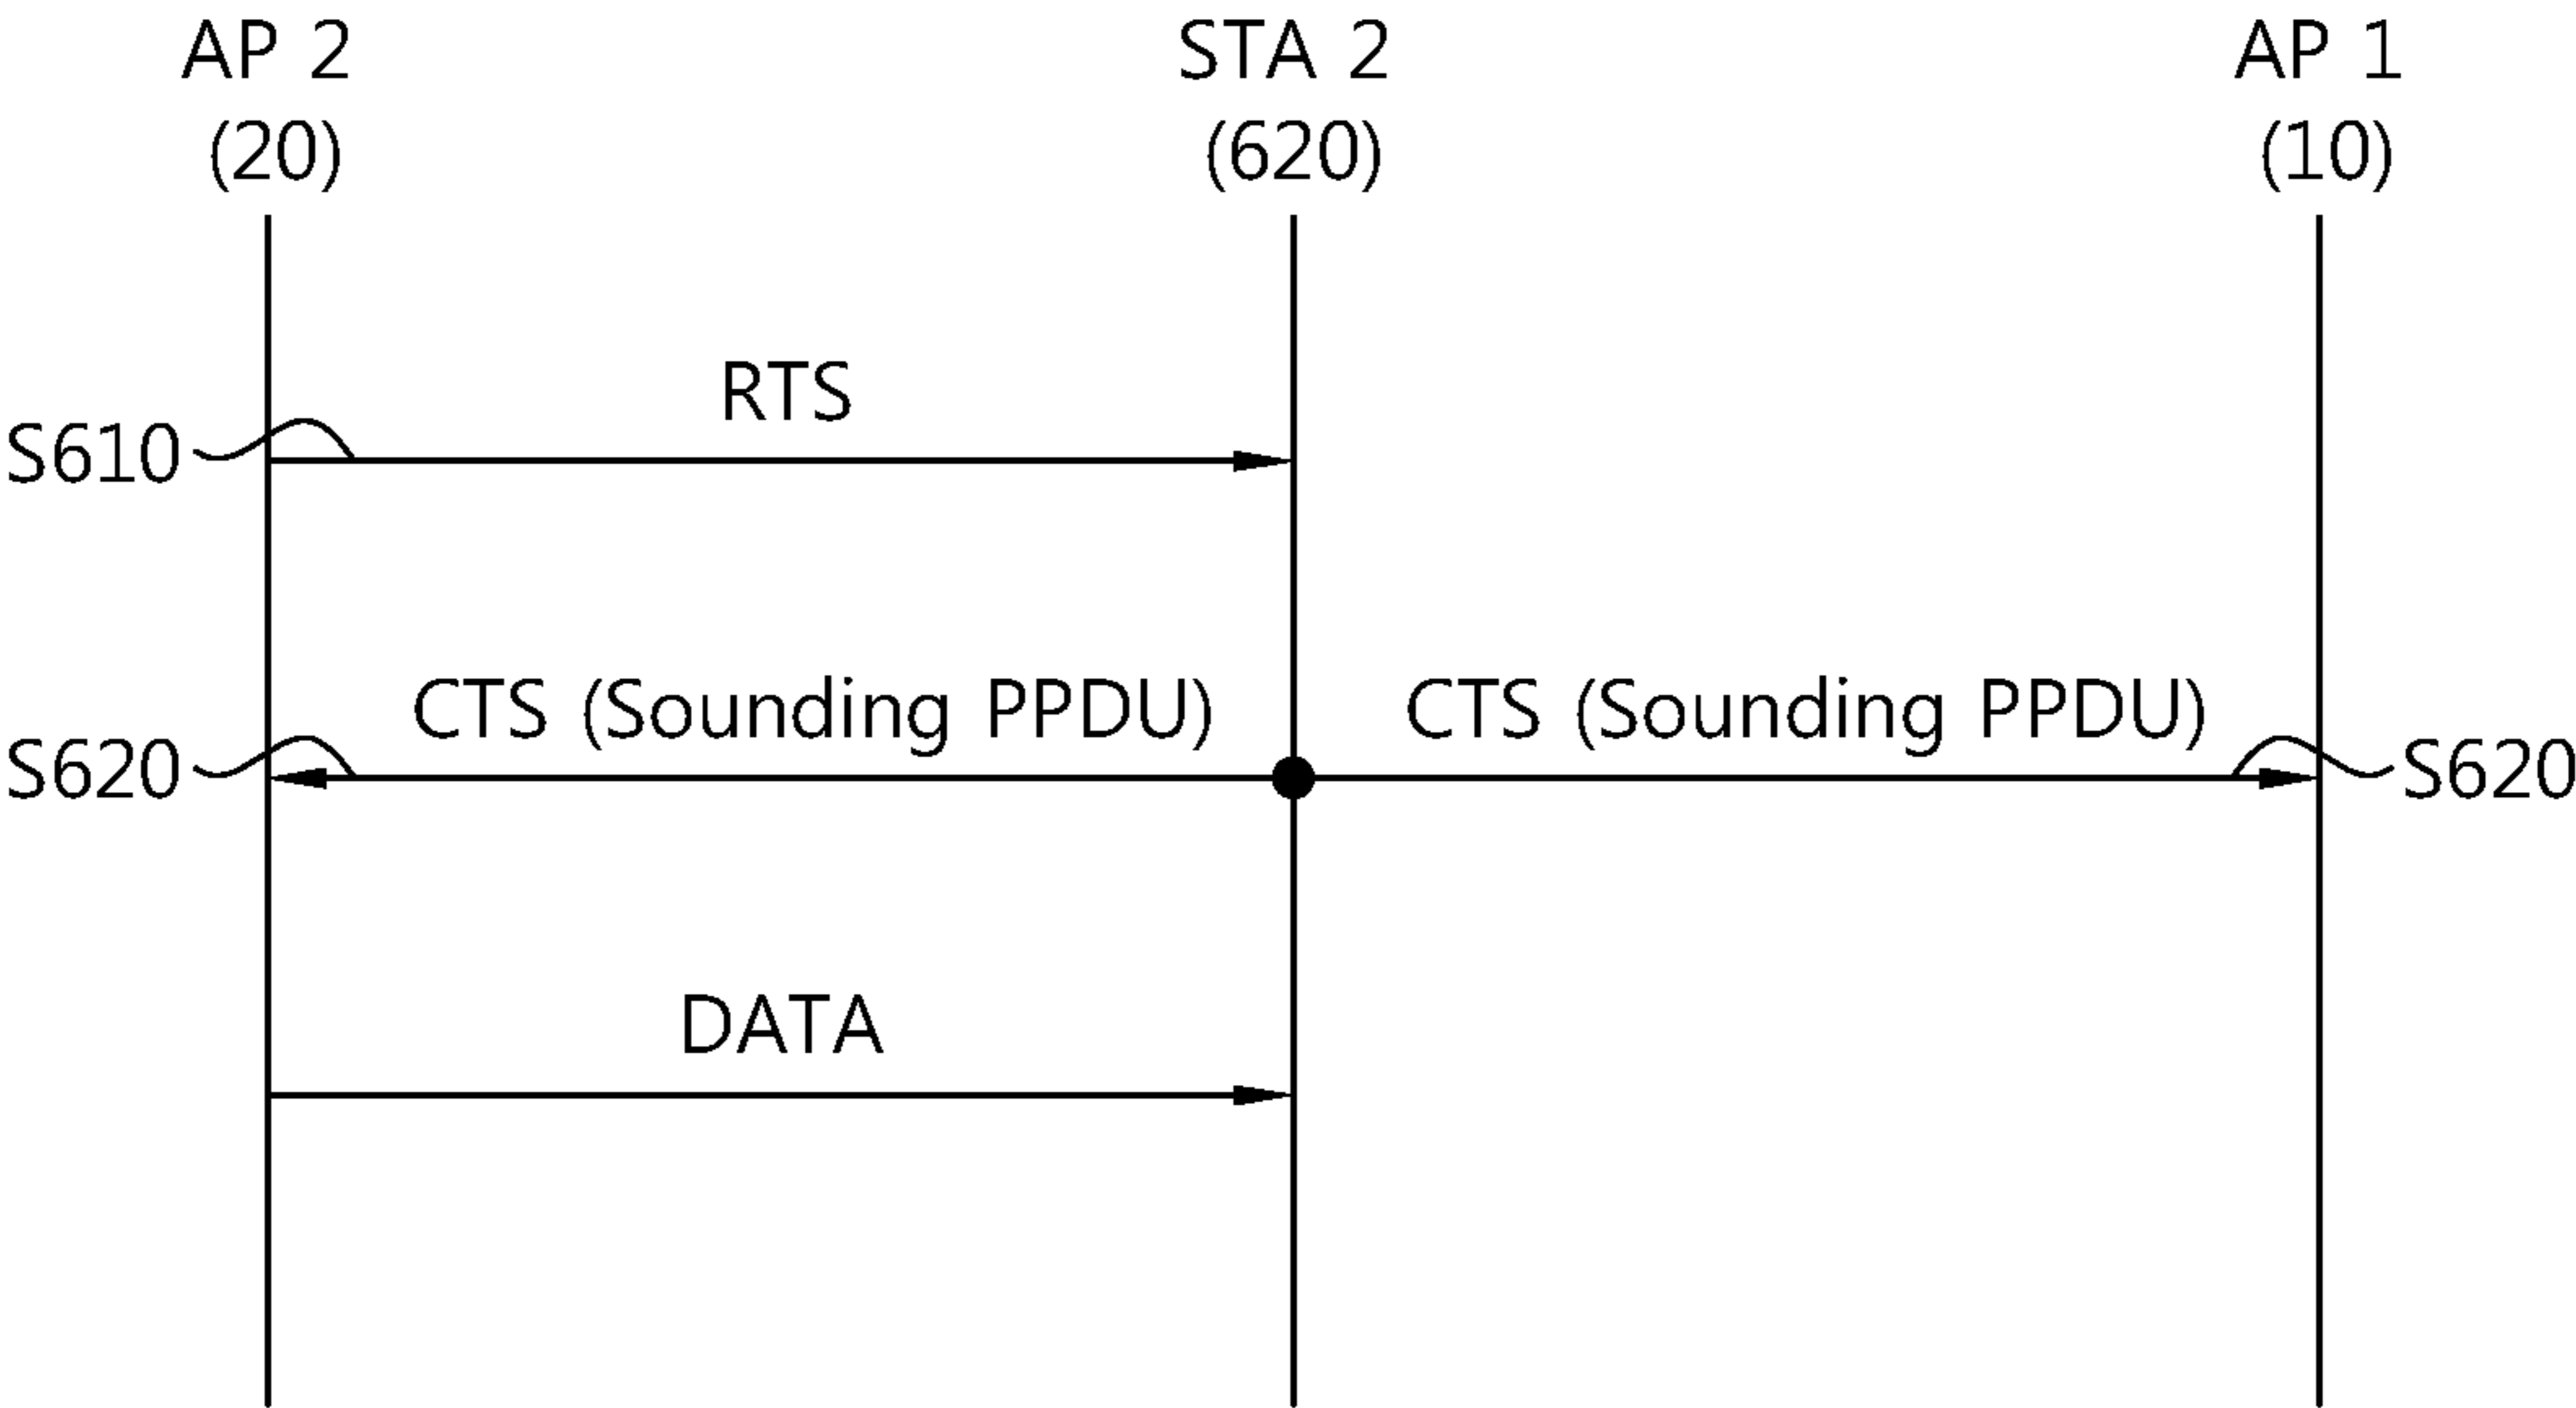 AP 2
(20)
STA 2
(620)
AP 1
(10)
RTS
S610
CTS (Sounding PPDU)
CTS (Sounding PPDU)
S620
S620
DATA